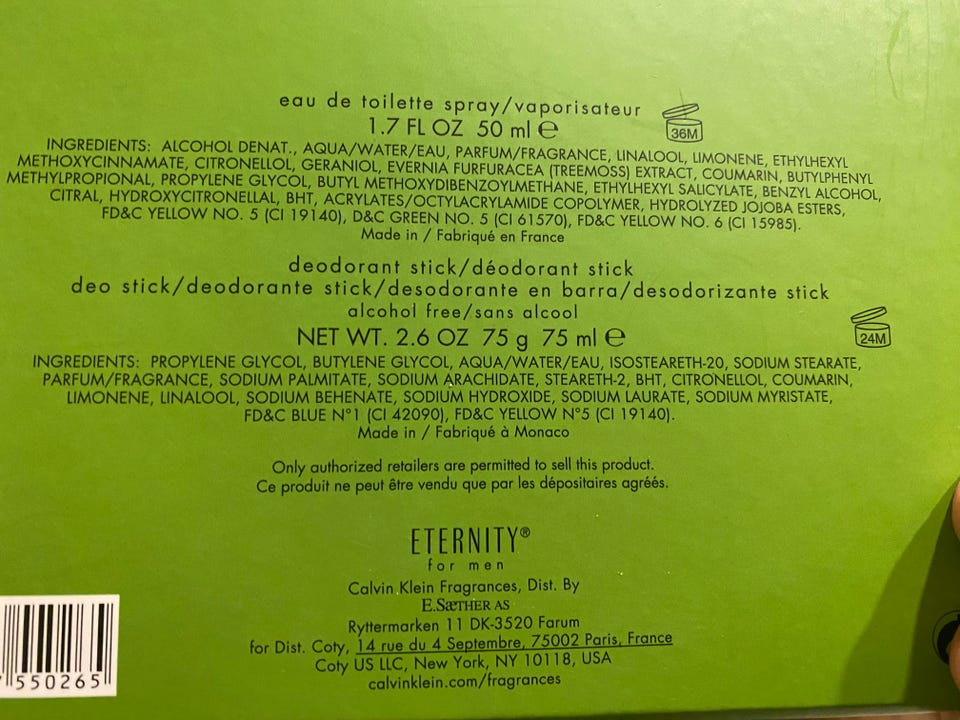 eau de toilette spray/vaporisateur
1.7 FL OZ 50 ml ℮
36M
INGREDIENTS: ALCOHOL DENAT., AQUA/WATER/EAU, PARFUM/FRAGRANCE, LINALOOL, LIMONENE, ETHYLHEXYL
METHOXYCINNAMATE, CITRONELLOL, GERANIOL, EVERNIA FURFURACEA (TREEMOSS) EXTRACT, COUMARIN, BUTYLPHENYL
METHYLPROPIONAL, PROPYLENE GLYCOL, BUTYL METHOXYDIBENZOYLMETHANE, ETHYLHEXYL SALICYLATE, BENZYL ALCOHOL,
CITRAL, HYDROXYCITRONELLAL, BHT, ACRYLATES/OCTYLACRYLAMIDE COPOLYMER, HYDROLYZED JOJOBA ESTERS,
FD&C YELLOW NO. 5 (CI 19140), D&C GREEN NO. 5 (CI 61570), FD&C YELLOW NO. 6 (CI 15985).
Made in / Fabriqué en France
deodorant stick/déodorant stick
deo stick/deodorante stick/desodorante en barra/desodorizante stick
alcohol free/sans alcool
NET WT. 2.6 OZ 75 g 75 ml ℮
24M
INGREDIENTS: PROPYLENE GLYCOL, BUTYLENE GLYCOL, AQUA/WATER/EAU, ISOSTEARETH-20, SODIUM STEARATE,
PARFUM/FRAGRANCE, SODIUM PALMITATE, SODIUM ARACHIDATE, STEARETH-2, BHT, CITRONELLOL, COUMARIN,
LIMONENE, LINALOOL, SODIUM BEHENATE, SODIUM HYDROXIDE, SODIUM LAURATE, SODIUM MYRISTATE,
FD&C BLUE N°1 (CI 42090), FD&C YELLOW N°5 (CI 19140).
Made in / Fabriqué à Monaco
Only authorized retailers are permitted to sell this product.
Ce produit ne peut être vendu que par les dépositaires agréés.
ETERNITY®
for men
Calvin Klein Fragrances, Dist. By
E.SÆTHER AS
Ryttermarken 11 DK-3520 Farum
for Dist. Coty, 14 rue du 4 Septembre, 75002 Paris, France
Coty US LLC, New York, NY 10118, USA
calvinklein.com/fragrances
550265